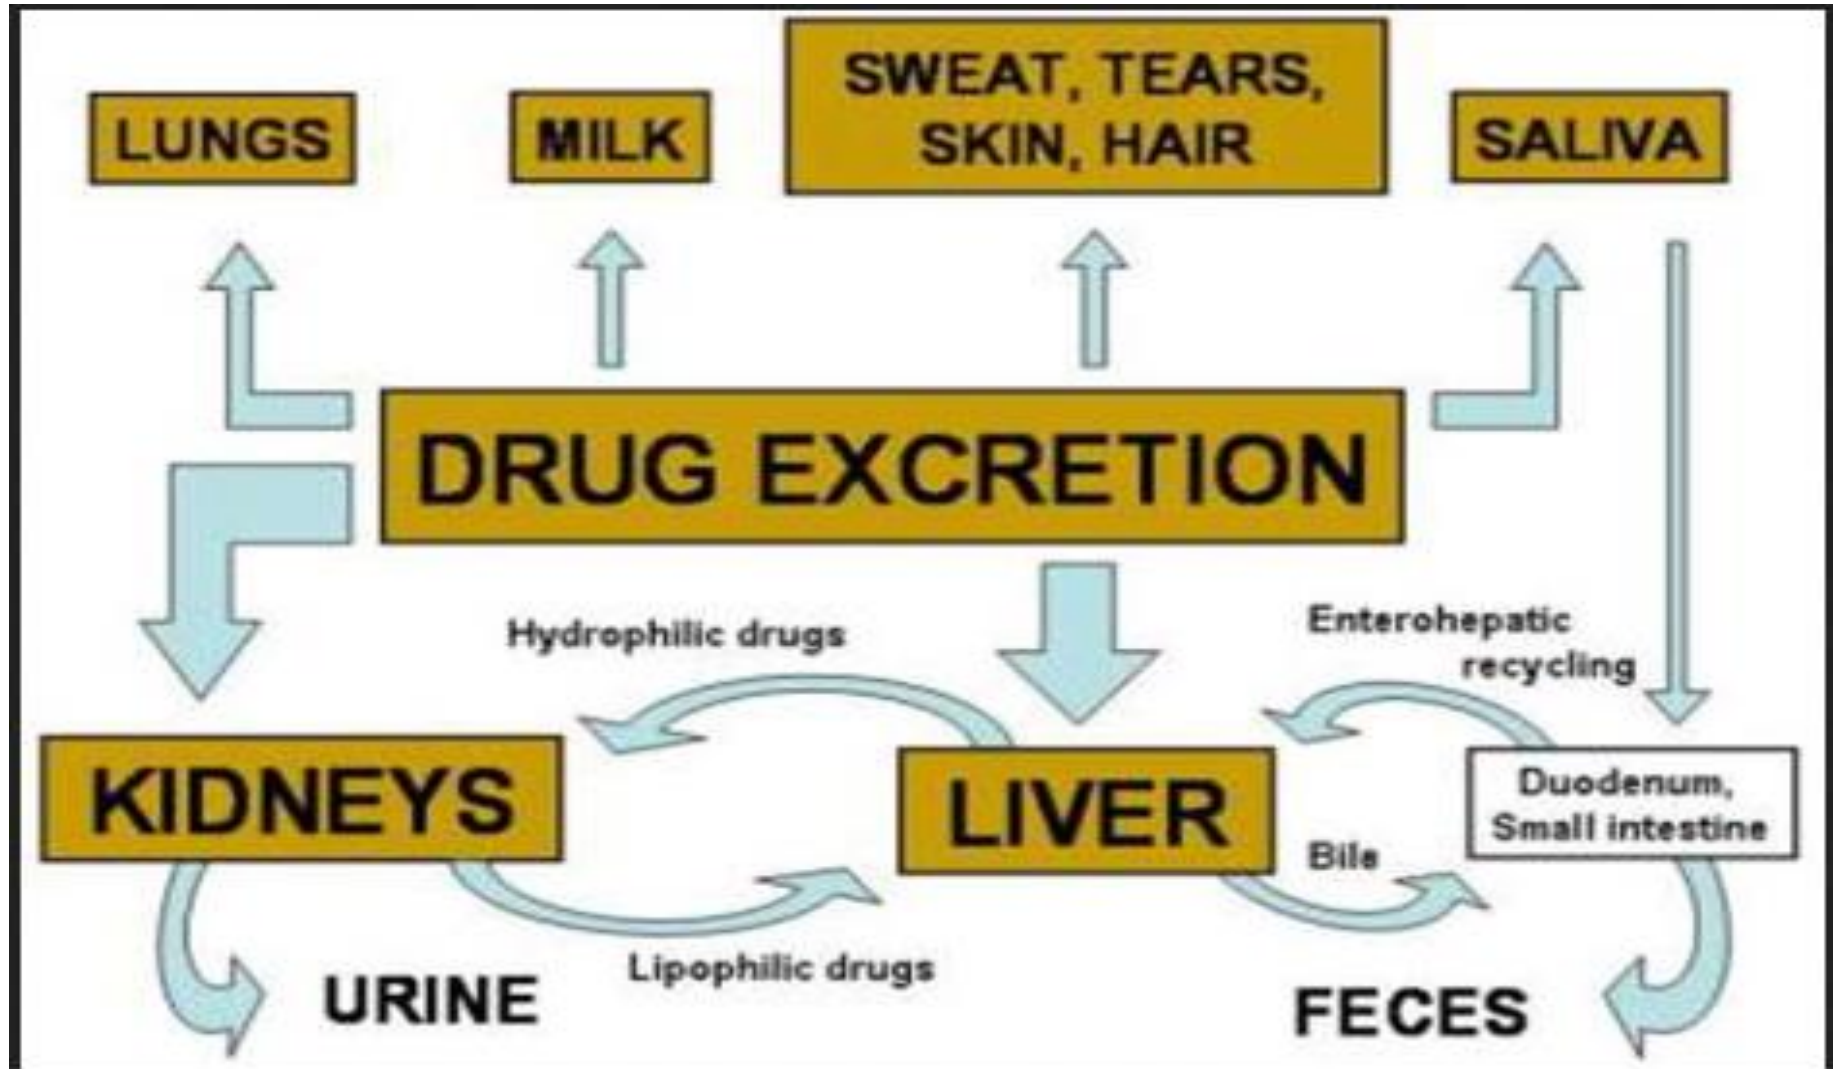 LUNGS
MILK
SWEAT, TEARS,
SKIN, HAIR
SALIVA
DRUG EXCRETION
Hydrophilic drugs
Enterohepatic
recycling
KIDNEYS
LIVER
Duodenum,
Small intestine
Bile
Lipophilic drugs
URINE
FECES